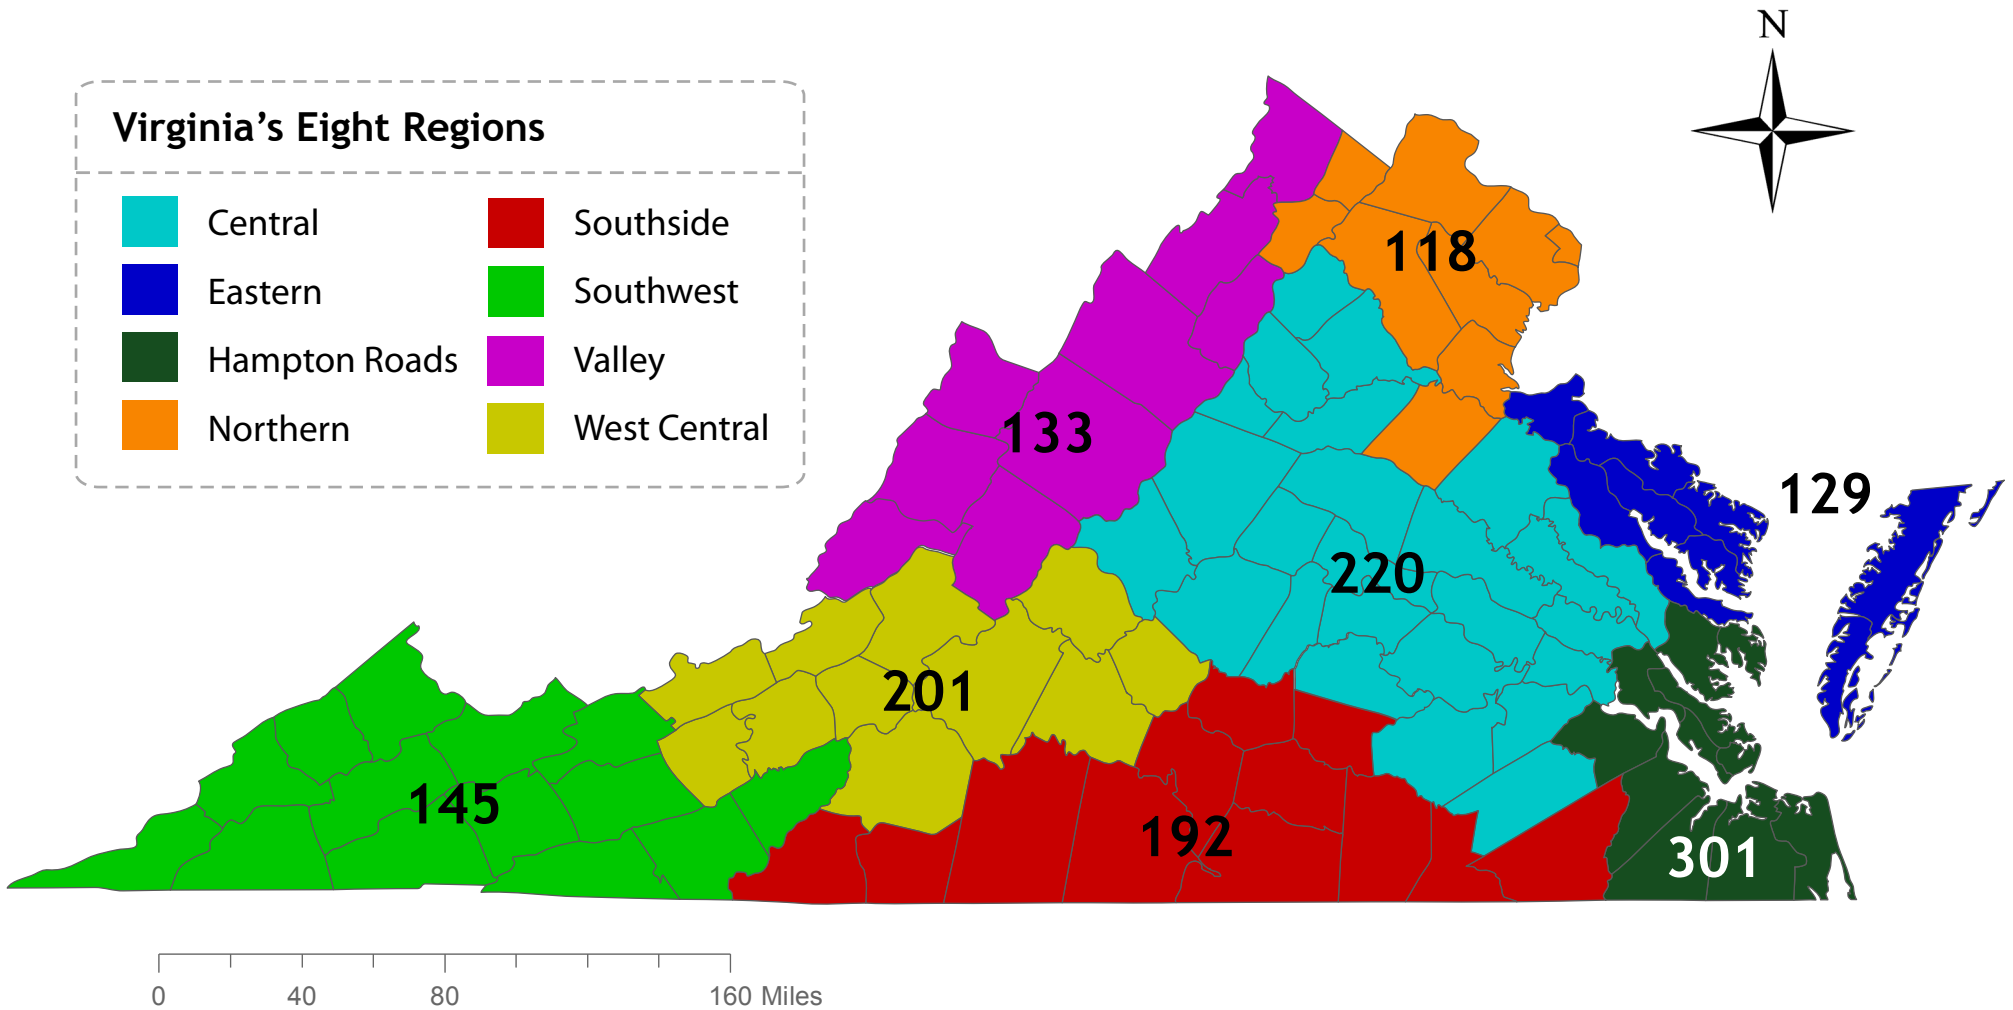 N
Virginia’s Eight Regions
Central
Eastern
Hampton Roads
Northern
Southside
Southwest
Valley
West Central
118
133
129
220
201
145
192
301
0 40 80 160 Miles